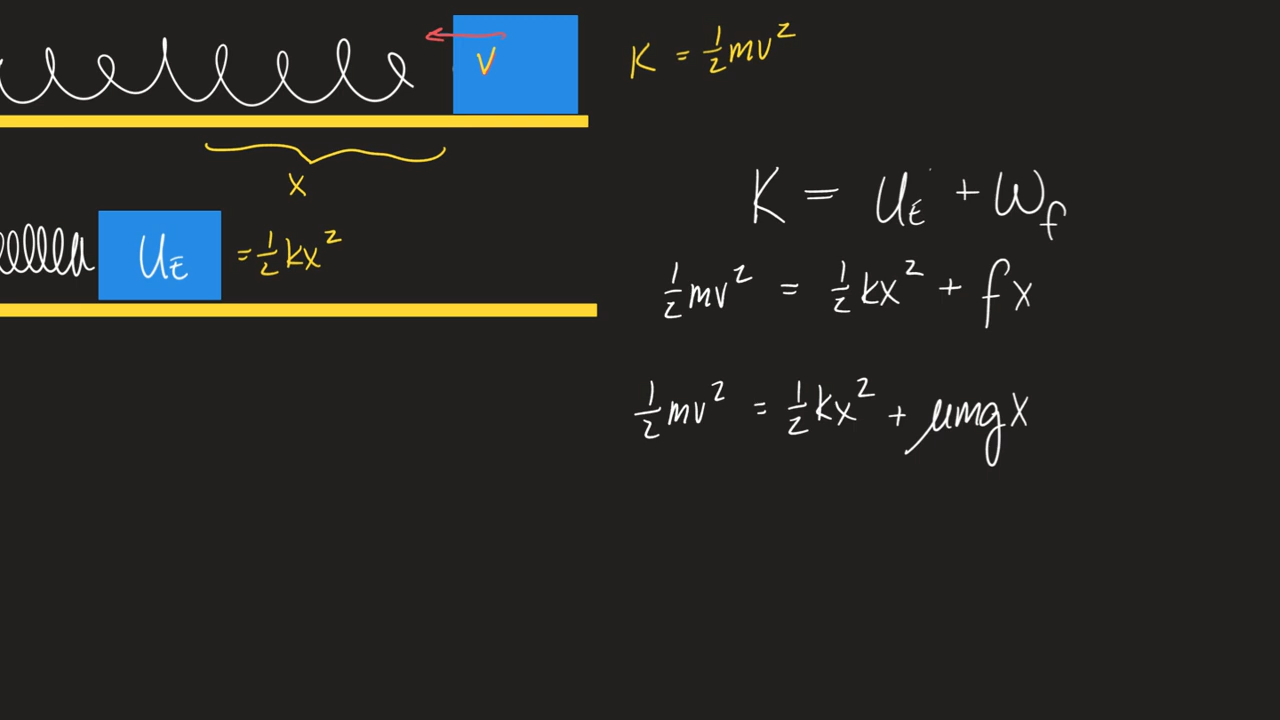 V
K = ½mv²
x
U_E = ½kx²
K = U_E + W_f
½mv² = ½kx² + fx
½mv² = ½kx² + μmgx